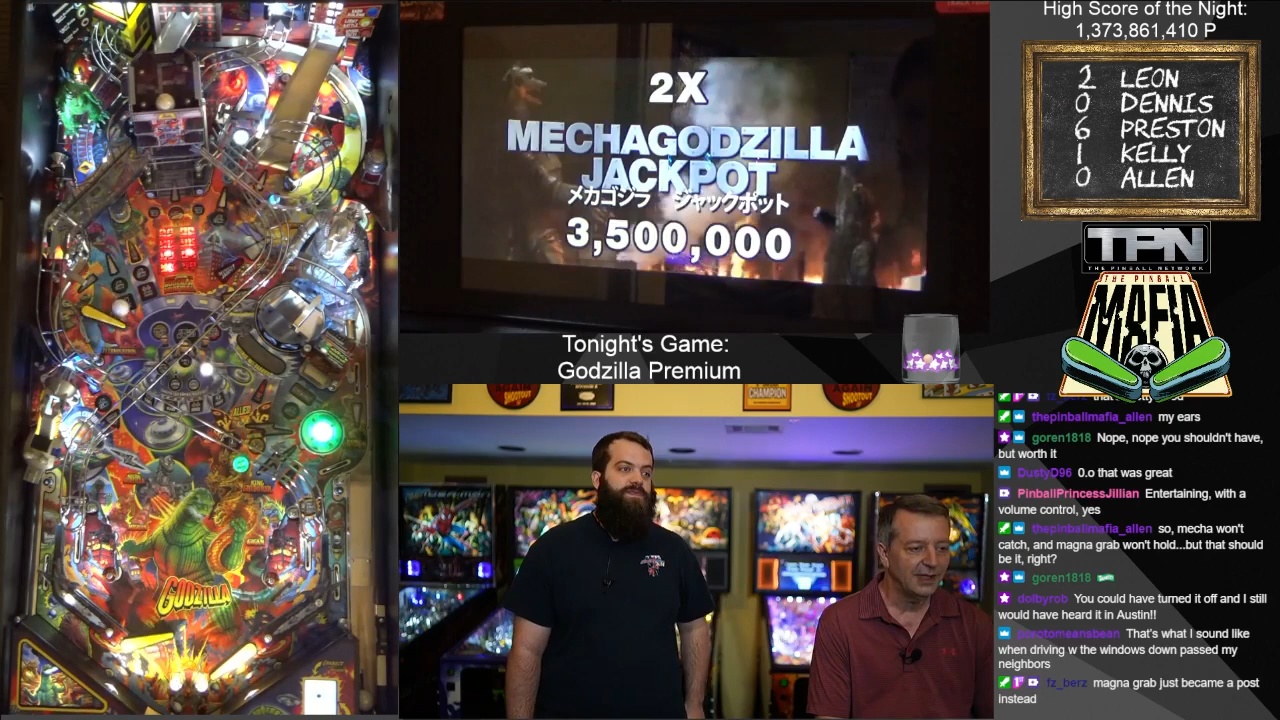 2X
MECHAGODZILLA
JACKPOT
メカゴジラ ジャックポット
3,500,000
High Score of the Night:
1,373,861,410 P
2 LEON
0 DENNIS
6 PRESTON
1 KELLY
0 ALLEN
TPN
THE PINBALL NETWORK
THE PINBALL
MAFIA
Tonight's Game:
Godzilla Premium
AGAIN
SHOOTOUT
CHAMPION
AGAIN
SHOOTOUT
GODZILLA
thepinballmafia_allen my ears
goren1818 Nope, nope you shouldn't have,
but worth it
DustyD96 0.o that was great
PinballPrincessJillian Entertaining, with a
volume control, yes
thepinballmafia_allen so, mecha won't
catch, and magna grab won't hold...but that should
be it, right?
goren1818
dolbyrob You could have turned it off and I still
would have heard it in Austin!!
That's what I sound like
when driving w the windows down passed my
neighbors
fz_berz magna grab just became a post
instead